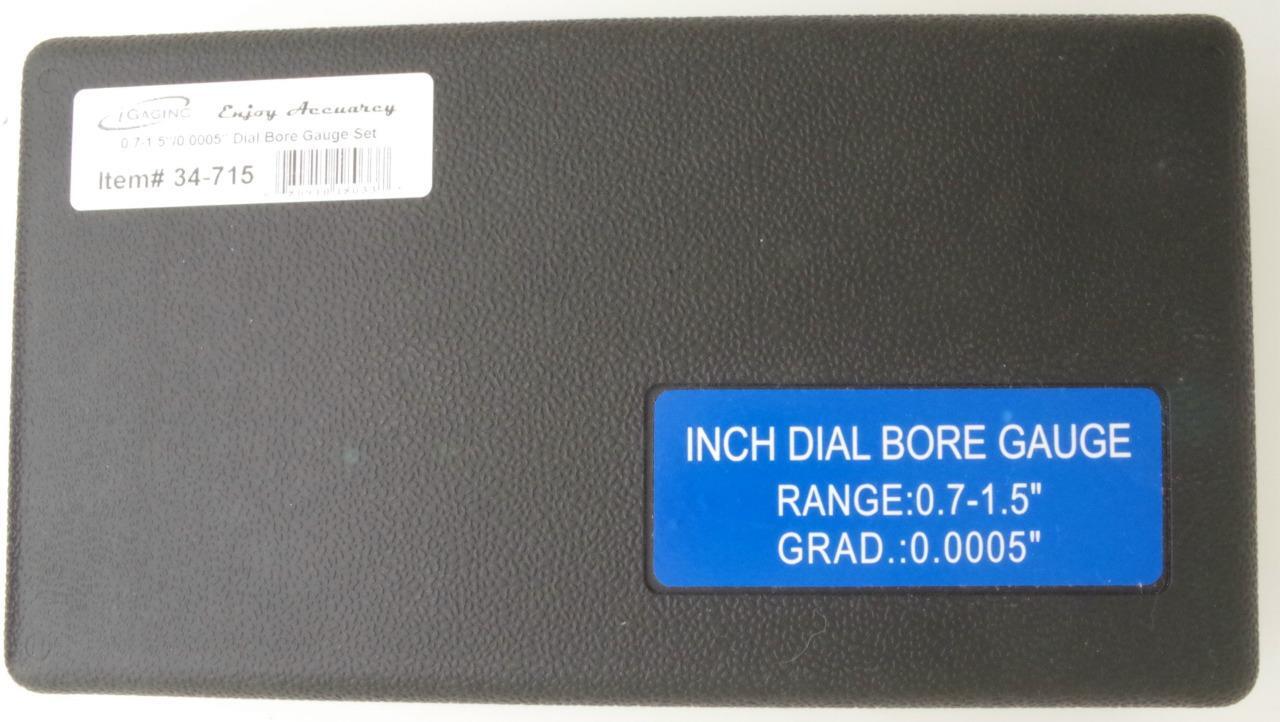 iGAGING Enjoy Accuarcy
0.7-1.5"/0.0005" Dial Bore Gauge Set
Item# 34-715
INCH DIAL BORE GAUGE
RANGE:0.7-1.5"
GRAD.:0.0005"